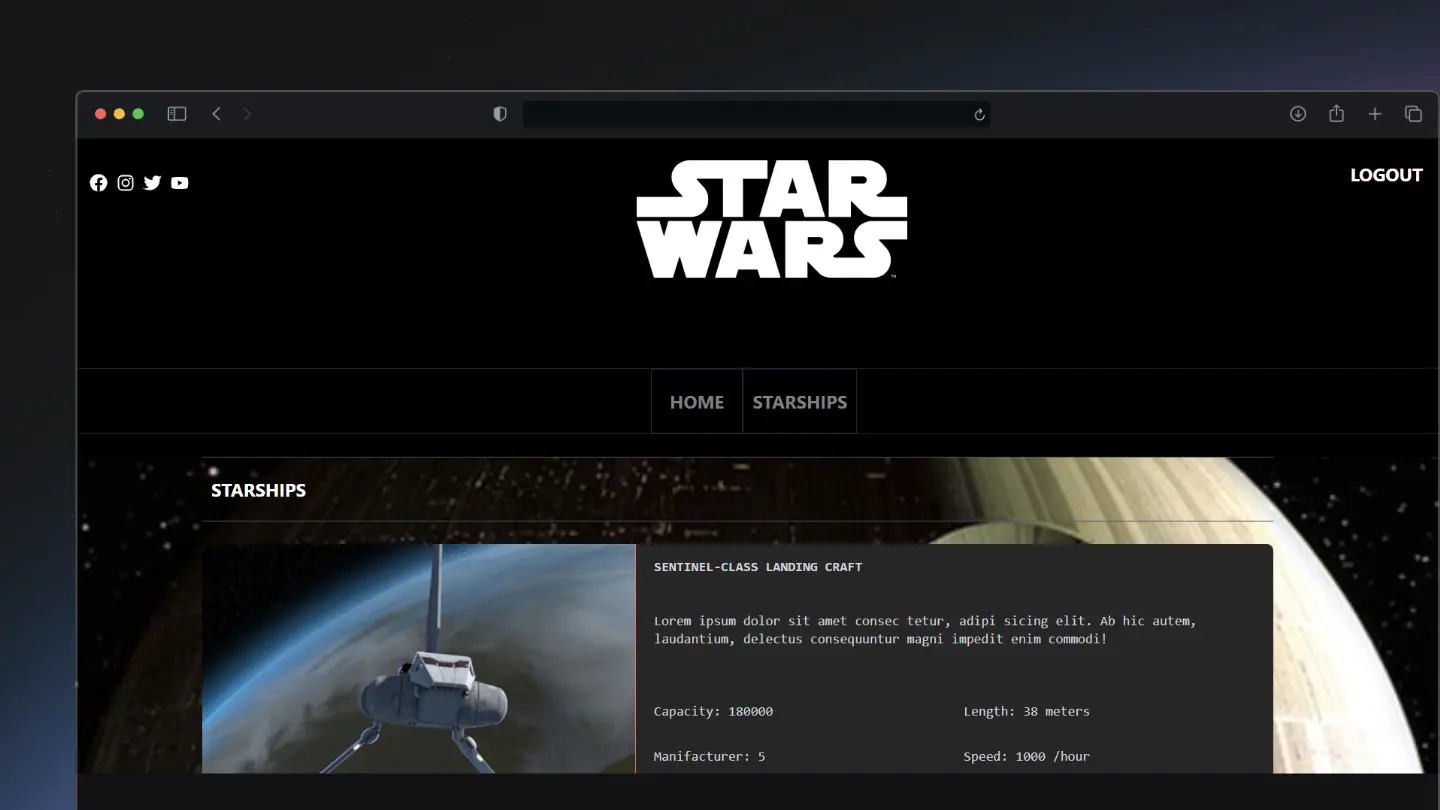 STAR
WARS
LOGOUT
HOME
STARSHIPS
STARSHIPS
SENTINEL-CLASS LANDING CRAFT
Lorem ipsum dolor sit amet consec tetur, adipi sicing elit. Ab hic autem,
laudantium, delectus consequuntur magni impedit enim commodi!
Capacity: 180000
Length: 38 meters
Manifacturer: 5
Speed: 1000 /hour